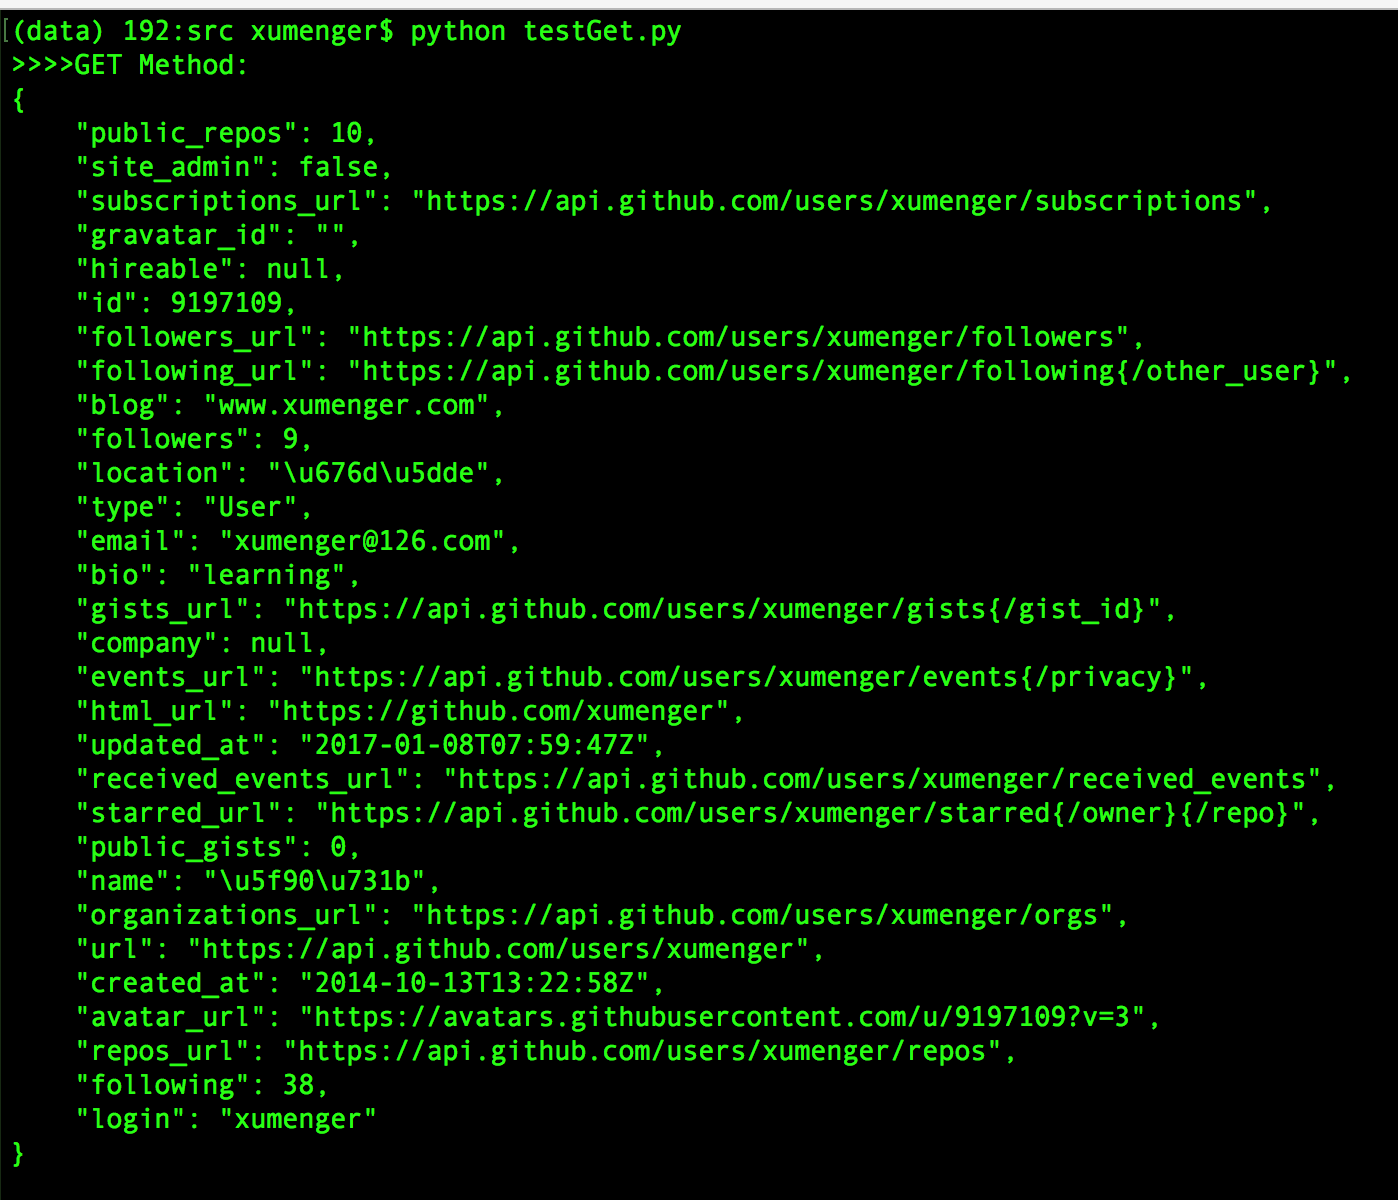 [(data) 192:src xumenger$ python testGet.py
>>>>GET Method:
{
    "public_repos": 10,
    "site_admin": false,
    "subscriptions_url": "https://api.github.com/users/xumenger/subscriptions",
    "gravatar_id": "",
    "hireable": null,
    "id": 9197109,
    "followers_url": "https://api.github.com/users/xumenger/followers",
    "following_url": "https://api.github.com/users/xumenger/following{/other_user}",
    "blog": "www.xumenger.com",
    "followers": 9,
    "location": "\u676d\u5dde",
    "type": "User",
    "email": "xumenger@126.com",
    "bio": "learning",
    "gists_url": "https://api.github.com/users/xumenger/gists{/gist_id}",
    "company": null,
    "events_url": "https://api.github.com/users/xumenger/events{/privacy}",
    "html_url": "https://github.com/xumenger",
    "updated_at": "2017-01-08T07:59:47Z",
    "received_events_url": "https://api.github.com/users/xumenger/received_events",
    "starred_url": "https://api.github.com/users/xumenger/starred{/owner}{/repo}",
    "public_gists": 0,
    "name": "\u5f90\u731b",
    "organizations_url": "https://api.github.com/users/xumenger/orgs",
    "url": "https://api.github.com/users/xumenger",
    "created_at": "2014-10-13T13:22:58Z",
    "avatar_url": "https://avatars.githubusercontent.com/u/9197109?v=3",
    "repos_url": "https://api.github.com/users/xumenger/repos",
    "following": 38,
    "login": "xumenger"
}